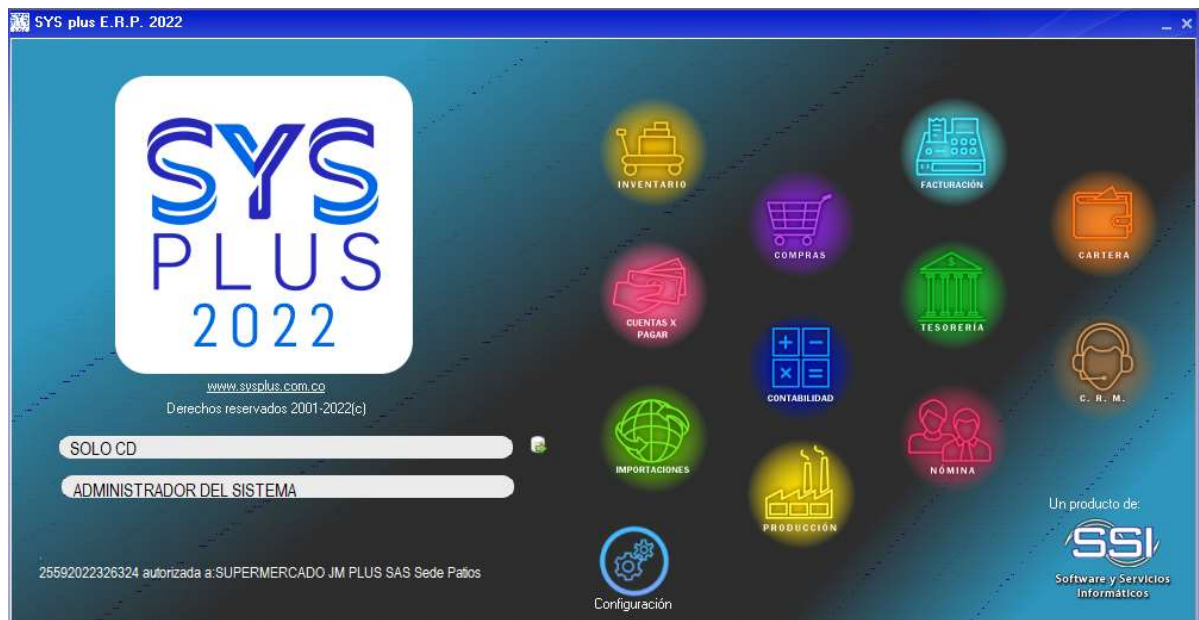 SYS plus E.R.P. 2022
SYS
PLUS
2022
www.sysplus.com.co
Derechos reservados 2001-2022(c)
SOLO CD
ADMINISTRADOR DEL SISTEMA
25592022326324 autorizada a:SUPERMERCADO JM PLUS SAS Sede Patios
INVENTARIO
FACTURACIÓN
COMPRAS
CARTERA
CUENTAS X
PAGAR
TESORERÍA
CONTABILIDAD
C. R. M.
IMPORTACIONES
NÓMINA
PRODUCCIÓN
Configuración
Un producto de:
SSI
Software y Servicios
Informáticos